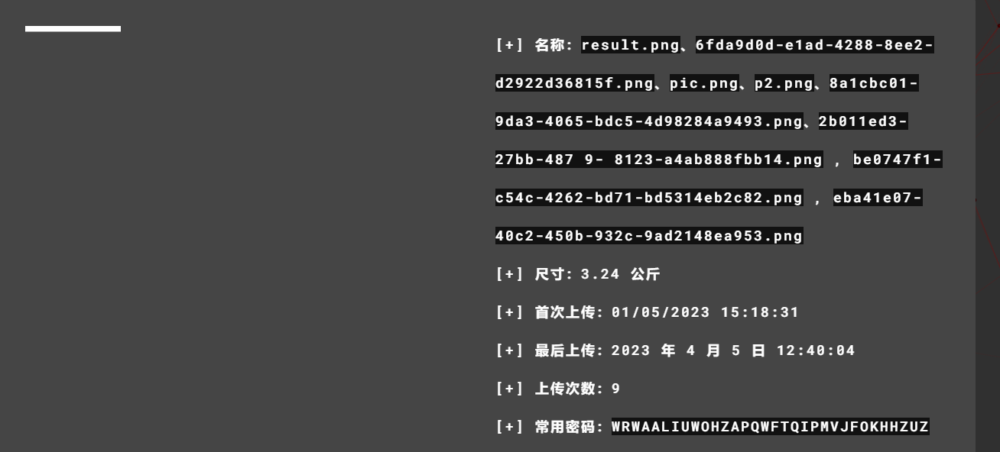 [+] 名称: result.png、6fda9d0d-e1ad-4288-8ee2-
d2922d36815f.png、pic.png、p2.png、8a1cbc01-
9da3-4065-bdc5-4d98284a9493.png、2b011ed3-
27bb-487 9- 8123-a4ab888fbb14.png , be0747f1-
c54c-4262-bd71-bd5314eb2c82.png , eba41e07-
40c2-450b-932c-9ad2148ea953.png
[+] 尺寸: 3.24 公斤
[+] 首次上传: 01/05/2023 15:18:31
[+] 最后上传: 2023 年 4 月 5 日 12:40:04
[+] 上传次数: 9
[+] 常用密码: WRWAALIUWOHZAPQWFTQIPMVJFOKHHZUZ